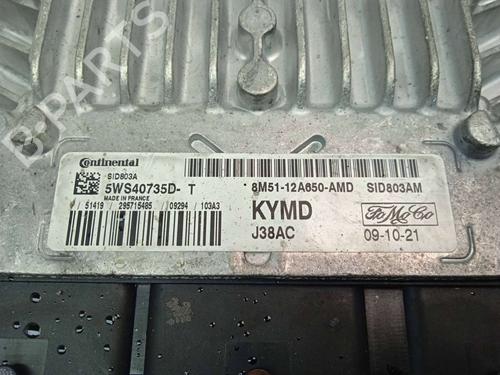 B-PARTS
Continental
SID803A
5WS40735D- T
MADE IN FRANCE
51419 295715485 09294 103A3
8M51-12A650-AMD SID803AM
KYMD
FoMoCo
J38AC
09-10-21